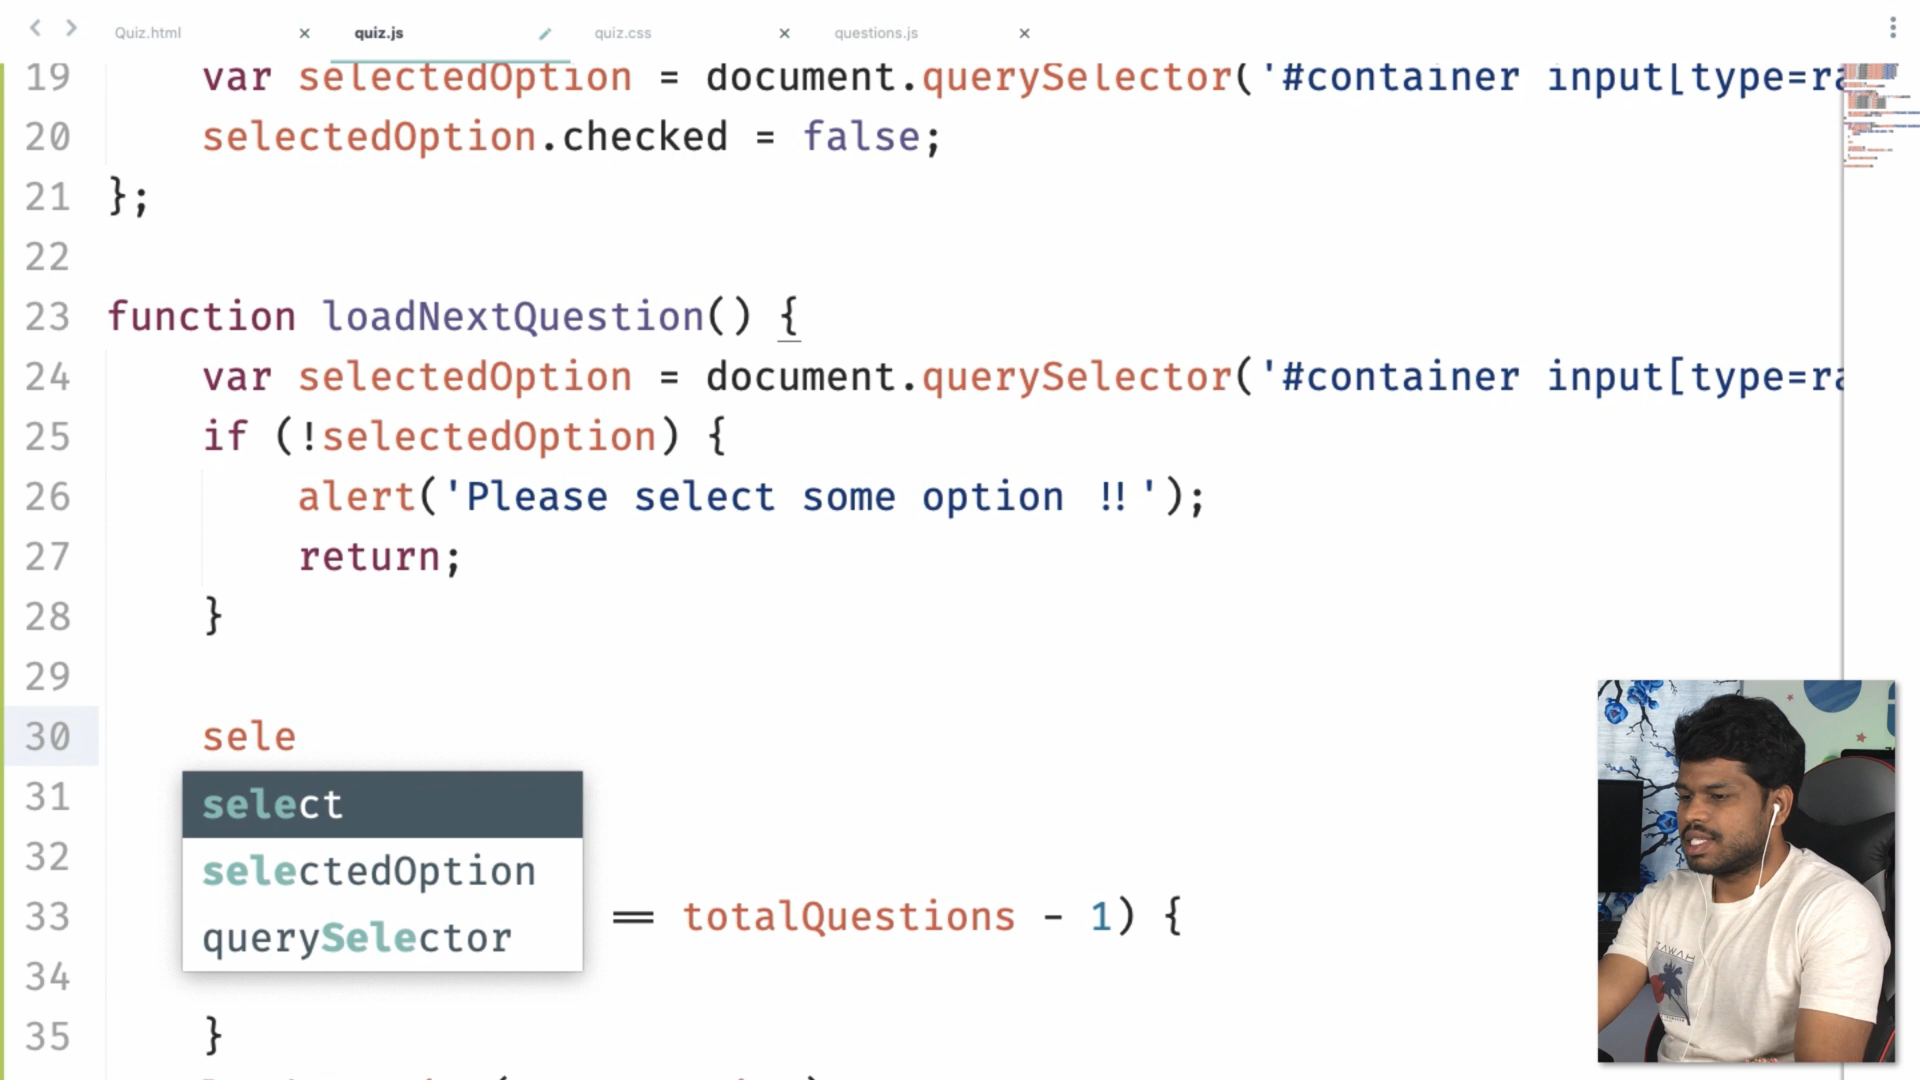 Quiz.html
quiz.js
quiz.css
questions.js
19 var selectedOption = document.querySelector('#container input[type=ra
20 selectedOption.checked = false;
21 };
22
23 function loadNextQuestion() {
24 var selectedOption = document.querySelector('#container input[type=ra
25 if (!selectedOption) {
26 alert('Please select some option !!');
27 return;
28 }
29
30 sele
31 select
32 selectedOption
33 == totalQuestions - 1) {
querySelector
34
35 }